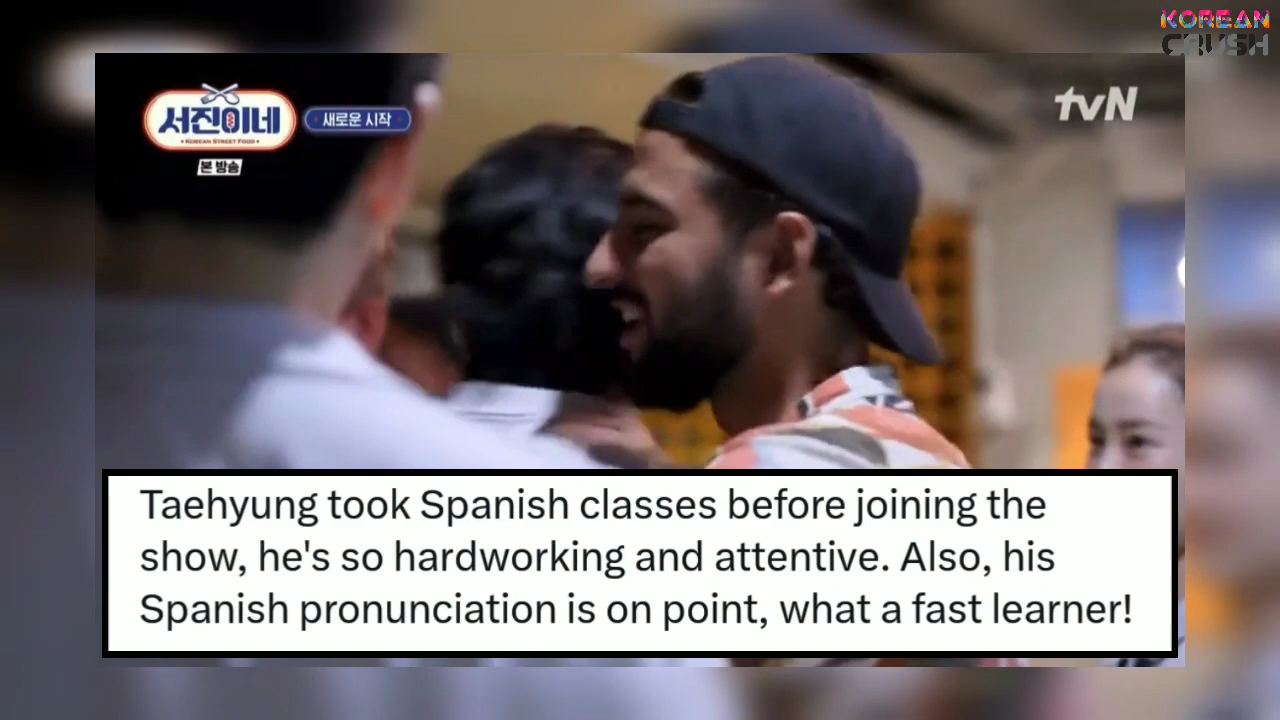 KOREAN
CRUSH
서진이네
KOREAN STREET FOOD
새로운 시작
본 방송
tvN
Taehyung took Spanish classes before joining the
show, he's so hardworking and attentive. Also, his
Spanish pronunciation is on point, what a fast learner!